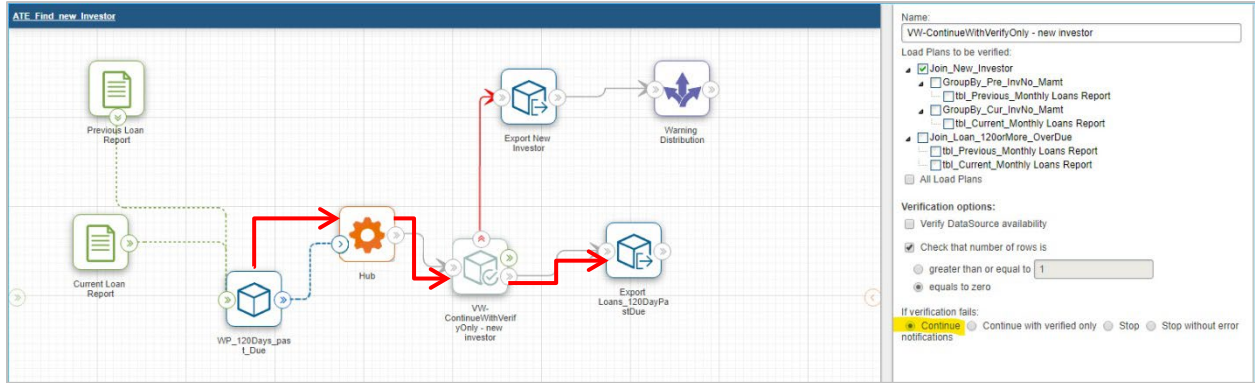 ATE_Find_new_Investor
Previous Loan
Report
Export New
Investor
Warning
Distribution
Current Loan
Report
WP_120Days_pas
t_Due
Hub
VW-
ContinueWithVerif
yOnly - new
investor
Export
Loans_120DayPa
stDue
Name:
VW-ContinueWithVerifyOnly - new investor
Load Plans to be verified:
Join_New_Investor
GroupBy_Pre_InvNo_Mamt
tbl_Previous_Monthly Loans Report
GroupBy_Cur_InvNo_Mamt
tbl_Current_Monthly Loans Report
Join_Loan_120orMore_OverDue
tbl_Previous_Monthly Loans Report
tbl_Current_Monthly Loans Report
All Load Plans
Verification options:
Verify DataSource availability
Check that number of rows is
greater than or equal to 1
equals to zero
If verification fails:
Continue Continue with verified only Stop Stop without error
notifications